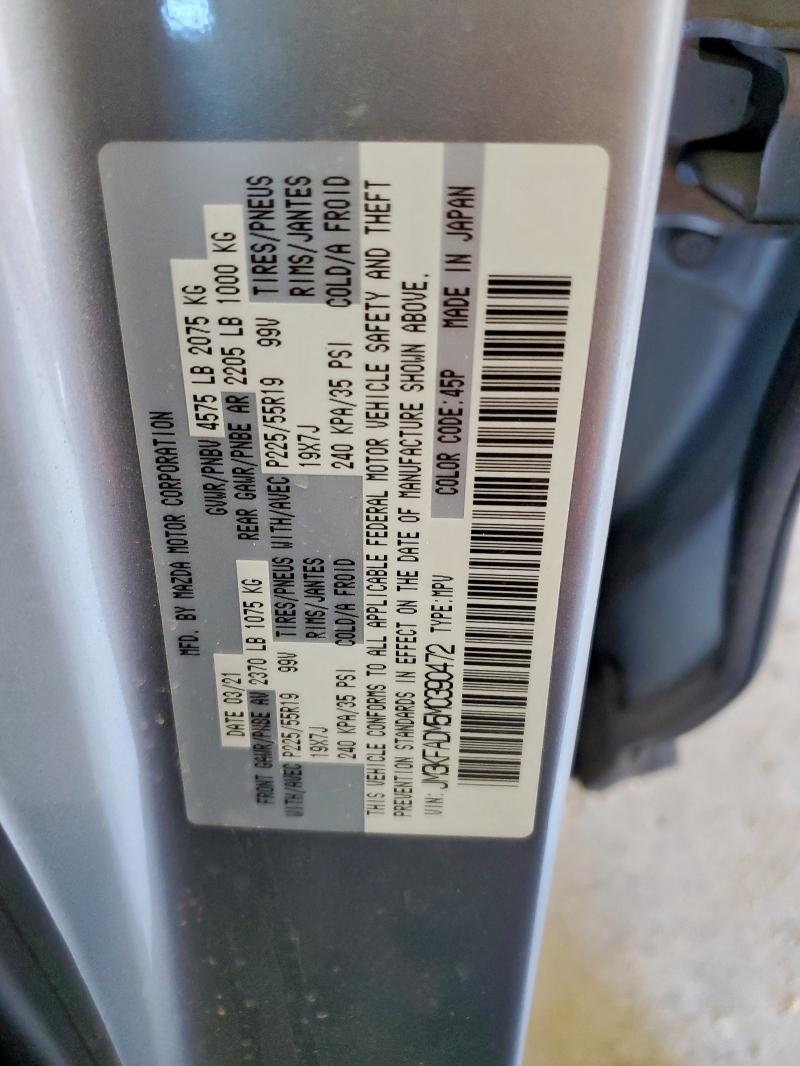 MFD. BY MAZDA MOTOR CORPORATION
DATE 03/21 GVWR/PNBV 4575 LB 2075 KG
FRONT GAWR/PNBE AV 2370 LB 1075 KG REAR GAWR/PNBE AR 2205 LB 1000 KG
WITH/AVEC P225/55R19 99V TIRES/PNEUS WITH/AVEC P225/55R19 99V TIRES/PNEUS
19X7J RIMS/JANTES 19X7J RIMS/JANTES
240 KPA/35 PSI COLD/A FROID 240 KPA/35 PSI COLD/A FROID
THIS VEHICLE CONFORMS TO ALL APPLICABLE FEDERAL MOTOR VEHICLE SAFETY AND THEFT
PREVENTION STANDARDS IN EFFECT ON THE DATE OF MANUFACTURE SHOWN ABOVE.
VIN: JM3KFADM5M0390472 TYPE:MPV COLOR CODE:45P MADE IN JAPAN